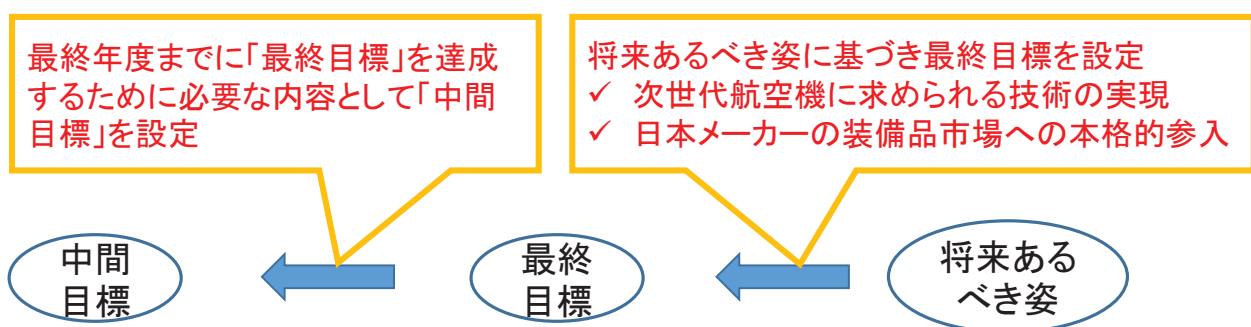 最終年度までに「最終目標」を達成
するために必要な内容として「中間
目標」を設定
将来あるべき姿に基づき最終目標を設定
✓ 次世代航空機に求められる技術の実現
✓ 日本メーカーの装備品市場への本格的参入
中間
目標
最終
目標
将来ある
べき姿